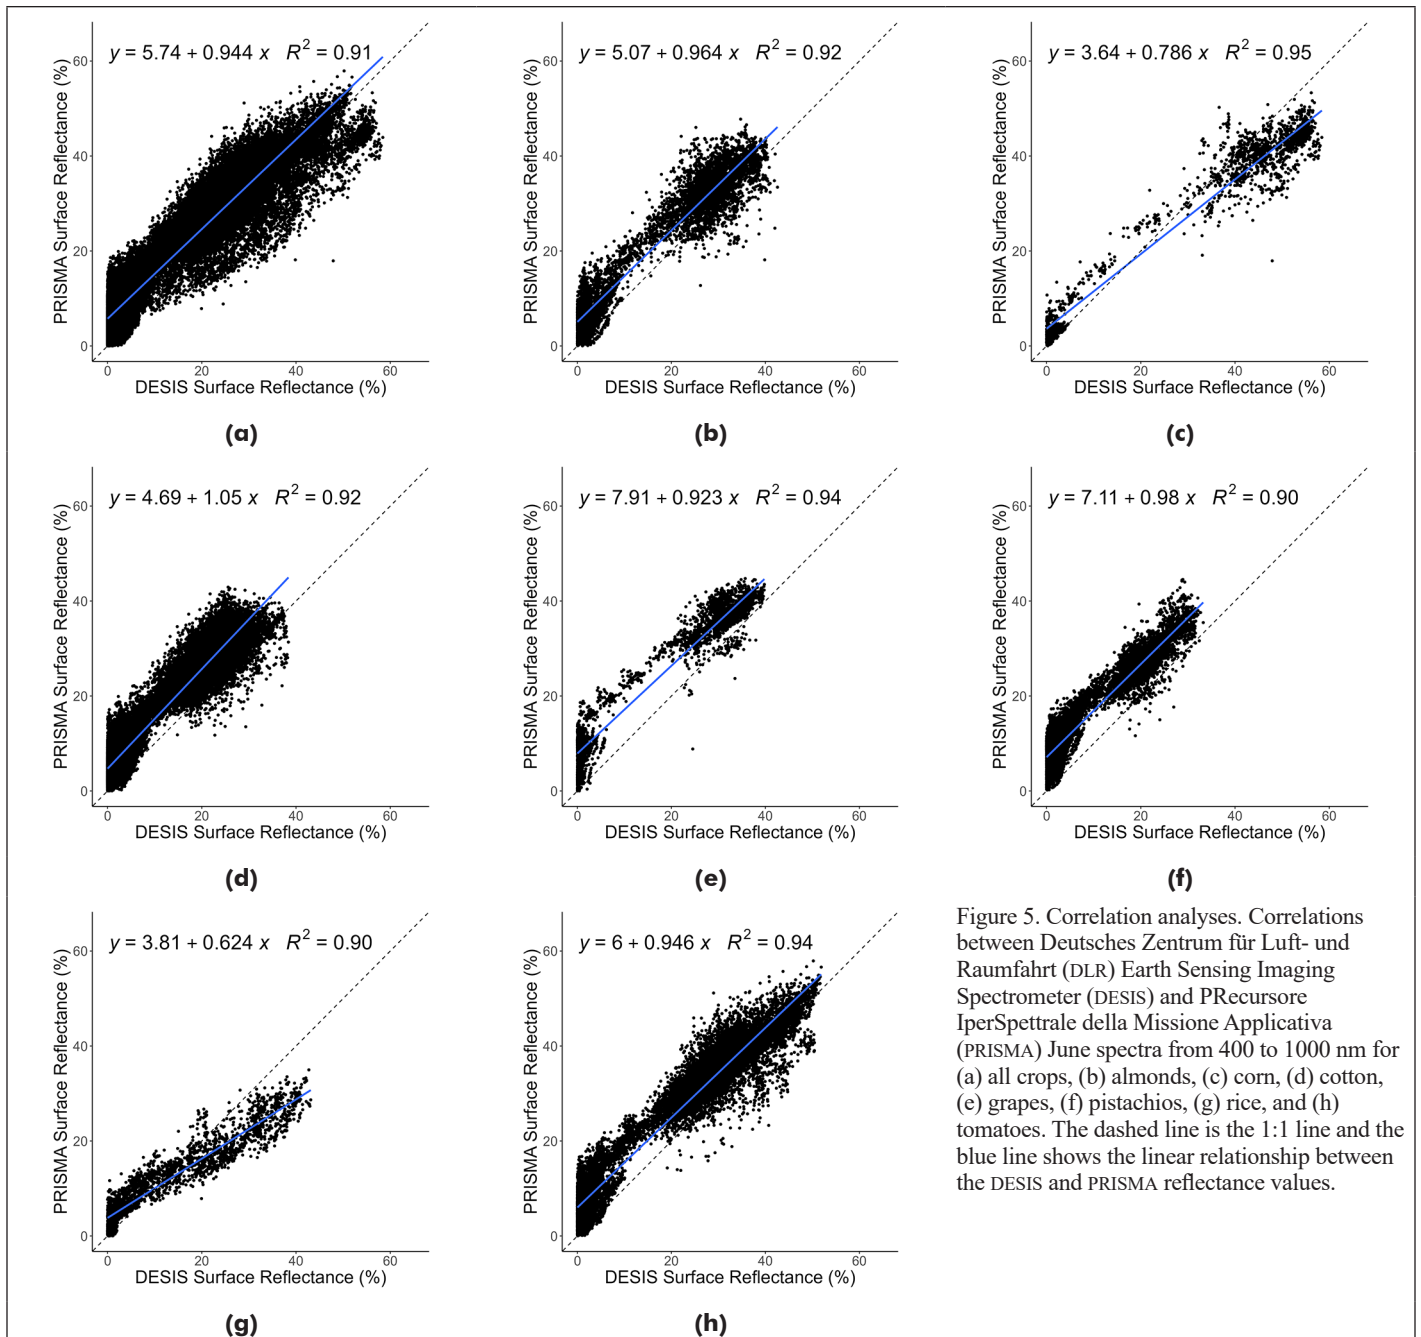 y = 5.74 + 0.944 x R² = 0.91
PRISMA Surface Reflectance (%)
60
40
20
0
0 20 40 60
DESIS Surface Reflectance (%)
(a)
y = 5.07 + 0.964 x R² = 0.92
PRISMA Surface Reflectance (%)
60
40
20
0
0 20 40 60
DESIS Surface Reflectance (%)
(b)
y = 3.64 + 0.786 x R² = 0.95
PRISMA Surface Reflectance (%)
60
40
20
0
0 20 40 60
DESIS Surface Reflectance (%)
(c)
y = 4.69 + 1.05 x R² = 0.92
PRISMA Surface Reflectance (%)
60
40
20
0
0 20 40 60
DESIS Surface Reflectance (%)
(d)
y = 7.91 + 0.923 x R² = 0.94
PRISMA Surface Reflectance (%)
60
40
20
0
0 20 40 60
DESIS Surface Reflectance (%)
(e)
y = 7.11 + 0.98 x R² = 0.90
PRISMA Surface Reflectance (%)
60
40
20
0
0 20 40 60
DESIS Surface Reflectance (%)
(f)
y = 3.81 + 0.624 x R² = 0.90
PRISMA Surface Reflectance (%)
60
40
20
0
0 20 40 60
DESIS Surface Reflectance (%)
(g)
y = 6 + 0.946 x R² = 0.94
PRISMA Surface Reflectance (%)
60
40
20
0
0 20 40 60
DESIS Surface Reflectance (%)
(h)
Figure 5. Correlation analyses. Correlations
between Deutsches Zentrum für Luft- und
Raumfahrt (DLR) Earth Sensing Imaging
Spectrometer (DESIS) and PRecursore
IperSpettrale della Missione Applicativa
(PRISMA) June spectra from 400 to 1000 nm for
(a) all crops, (b) almonds, (c) corn, (d) cotton,
(e) grapes, (f) pistachios, (g) rice, and (h)
tomatoes. The dashed line is the 1:1 line and the
blue line shows the linear relationship between
the DESIS and PRISMA reflectance values.